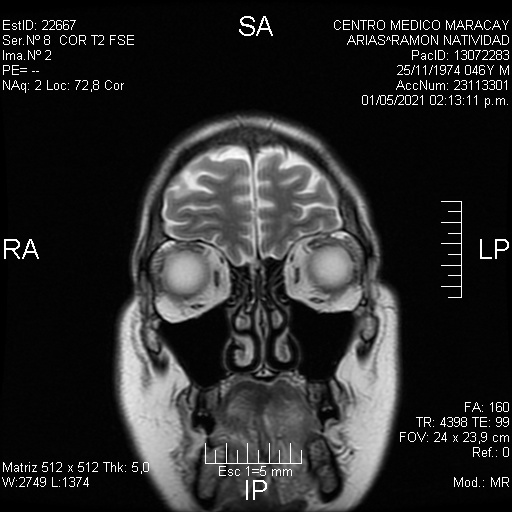 EstID: 22667
Ser.Nº 8 COR T2 FSE
Ima.Nº 2
PE= --
NAq: 2 Loc: 72,8 Cor
SA
CENTRO MEDICO MARACAY
ARIAS^RAMON NATIVIDAD
PacID: 13072283
25/11/1974 046Y M
AccNum: 23113301
01/05/2021 02:13:11 p.m.
RA
LP
FA: 160
TR: 4398 TE: 99
FOV: 24 x 23,9 cm
Ref.: 0
Mod.: MR
Matriz 512 x 512 Thk: 5,0
W:2749 L:1374
Esc 1=5 mm
IP